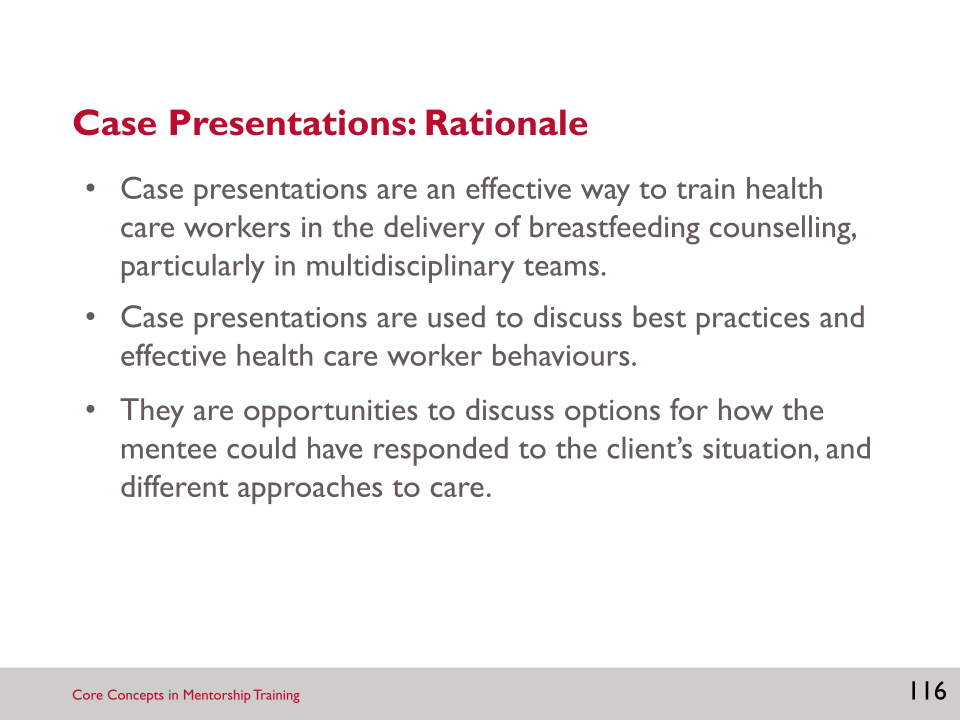 Case Presentations: Rationale
• Case presentations are an effective way to train health
care workers in the delivery of breastfeeding counselling,
particularly in multidisciplinary teams.
• Case presentations are used to discuss best practices and
effective health care worker behaviours.
• They are opportunities to discuss options for how the
mentee could have responded to the client’s situation, and
different approaches to care.
Core Concepts in Mentorship Training
116